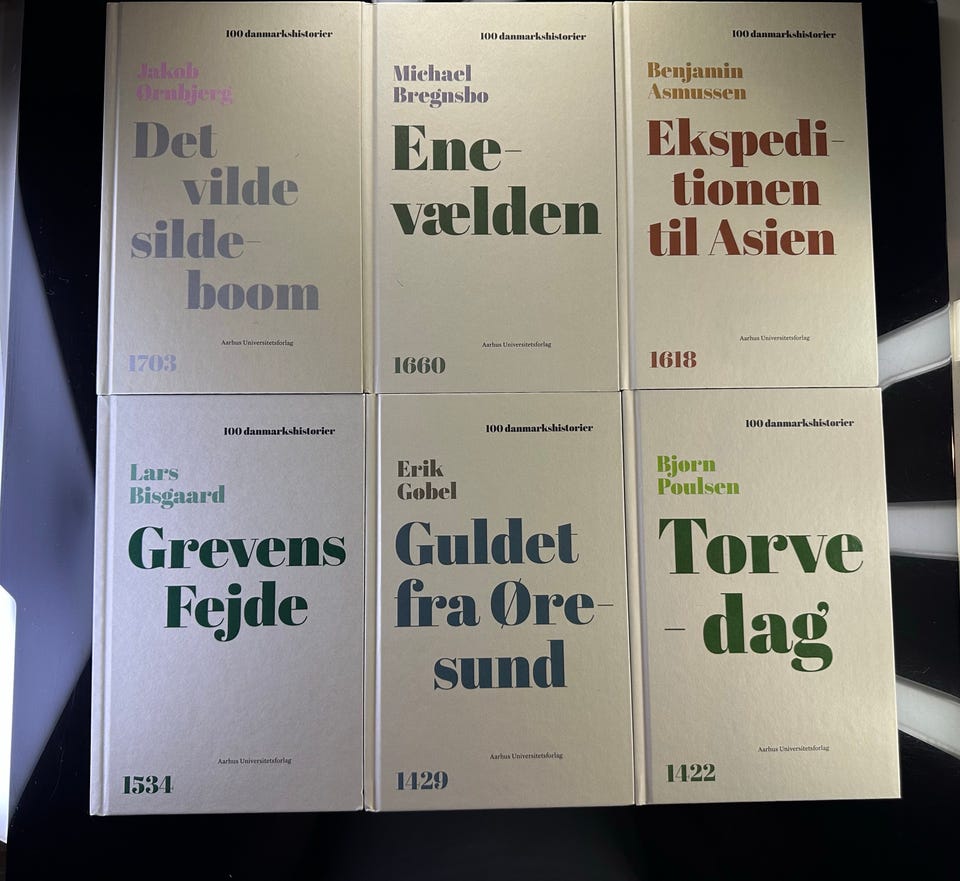 100 danmarkshistorier
Jakob
Ørnbjerg
Det
vilde
silde-
boom
Aarhus Universitetsforlag
1703
100 danmarkshistorier
Michael
Bregnsbo
Ene-
vælden
Aarhus Universitetsforlag
1660
100 danmarkshistorier
Benjamin
Asmussen
Ekspedi-
tionen
til Asien
Aarhus Universitetsforlag
1618
100 danmarkshistorier
Lars
Bisgaard
Grevens
Fejde
Aarhus Universitetsforlag
1534
100 danmarkshistorier
Erik
Gøbel
Guldet
fra Øre-
sund
Aarhus Universitetsforlag
1429
100 danmarkshistorier
Bjørn
Poulsen
Torve
- dag
Aarhus Universitetsforlag
1422